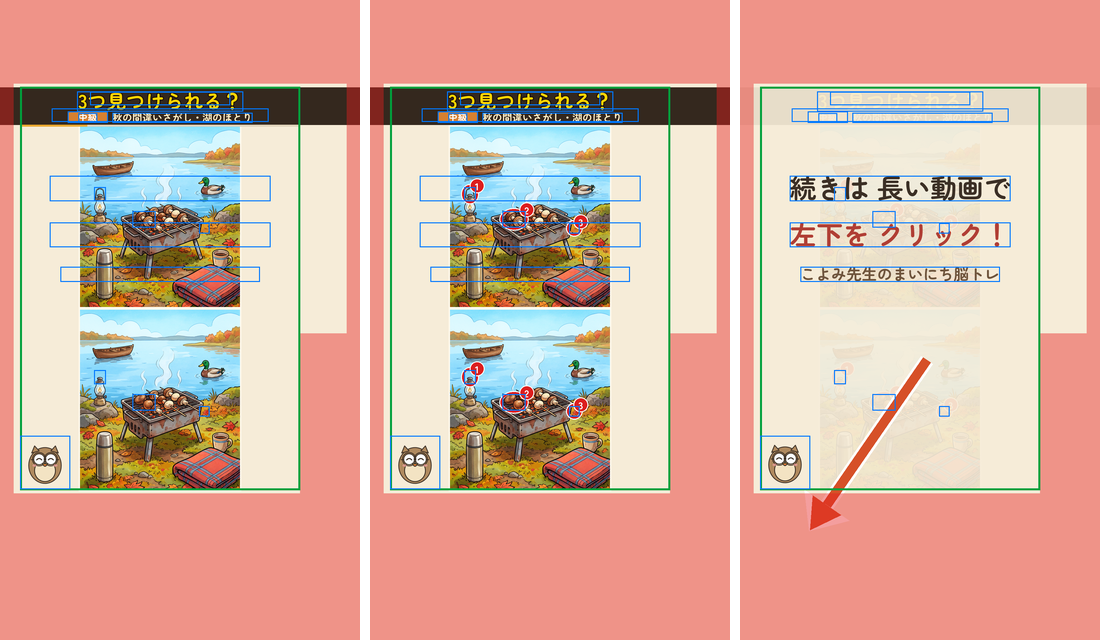 3つ見つけられる？
中級 秋の間違いさがし・湖のほとり
3つ見つけられる？
中級 秋の間違いさがし・湖のほとり
1
2
3
1
2
3
続きは 長い動画で
左下を クリック！
こよみ先生のまいにち脳トレ